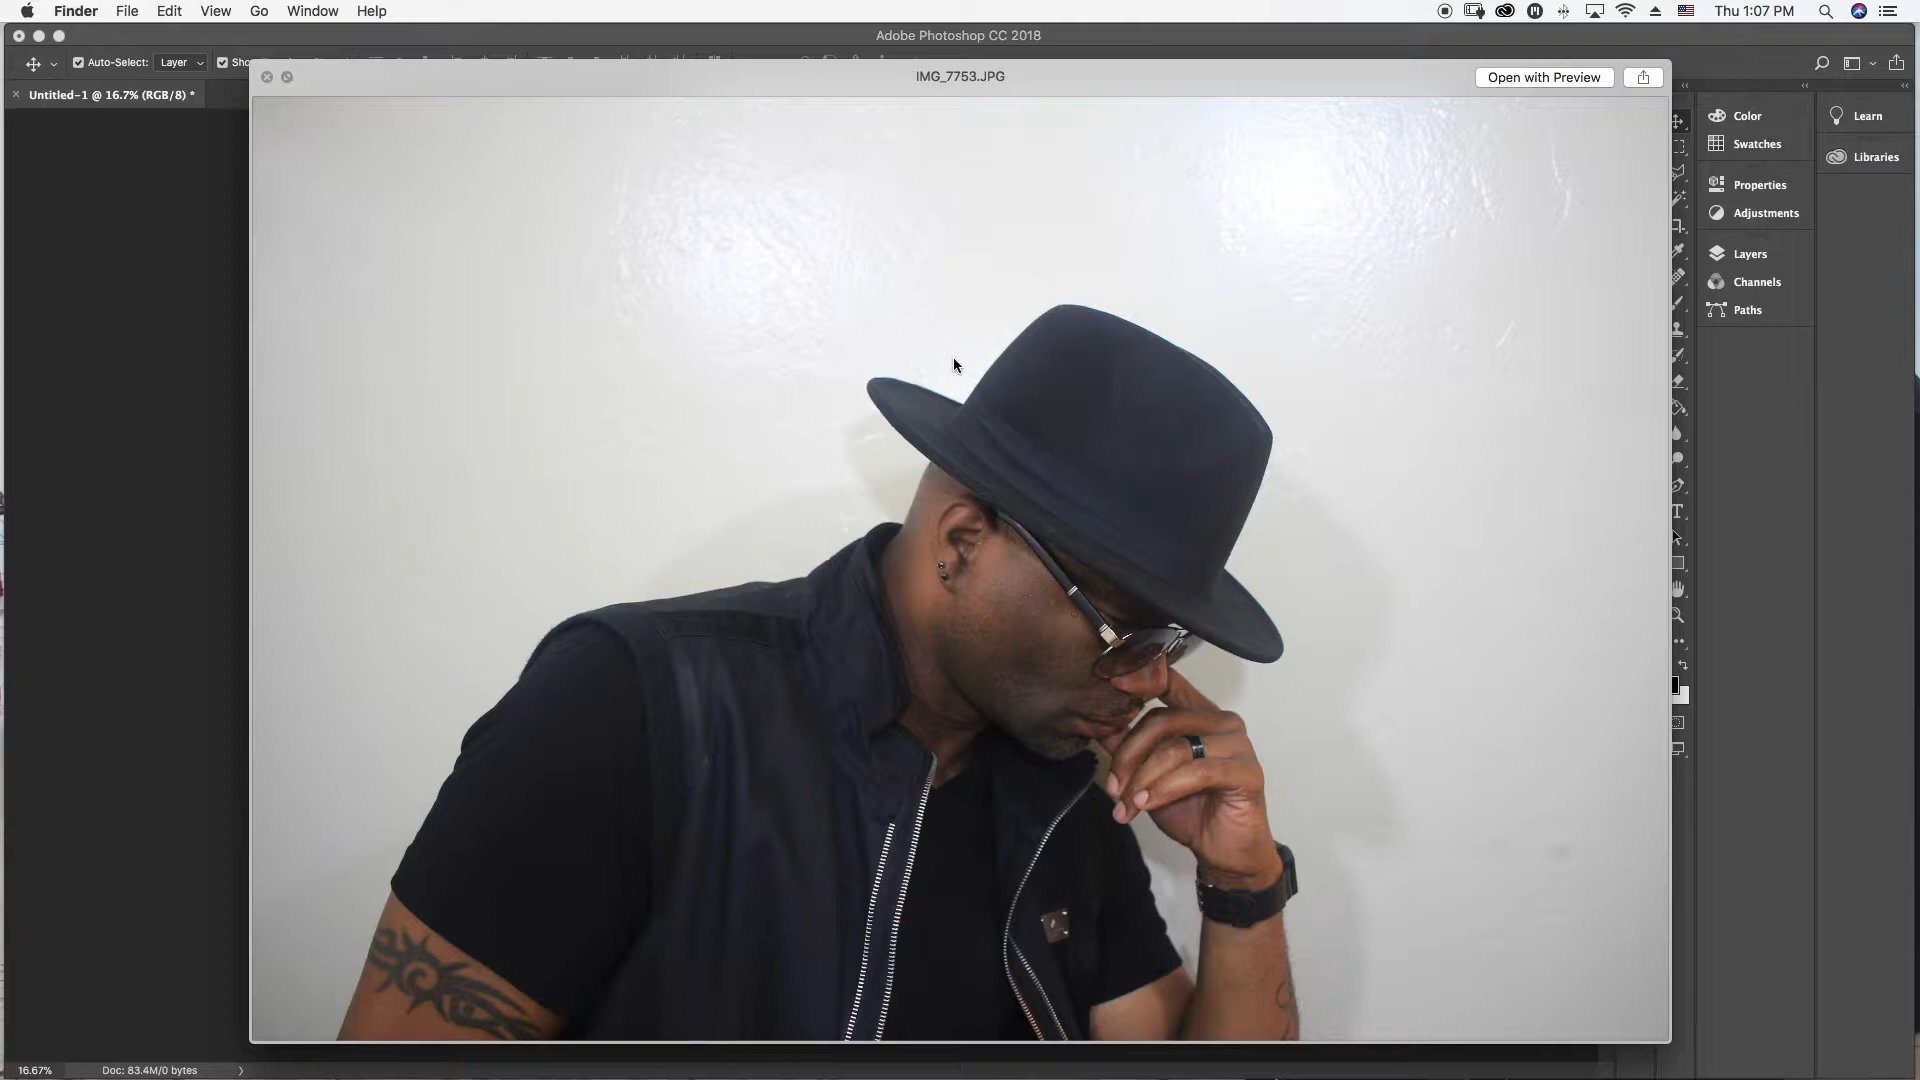 Finder File Edit View Go Window Help Thu 1:07 PM
Adobe Photoshop CC 2018
Auto-Select: Layer
IMG_7753.JPG
Open with Preview
Untitled-1 @ 16.7% (RGB/8) *
Color
Swatches
Properties
Adjustments
Layers
Channels
Paths
Learn
Libraries
16.67% Doc: 83.4M/0 bytes